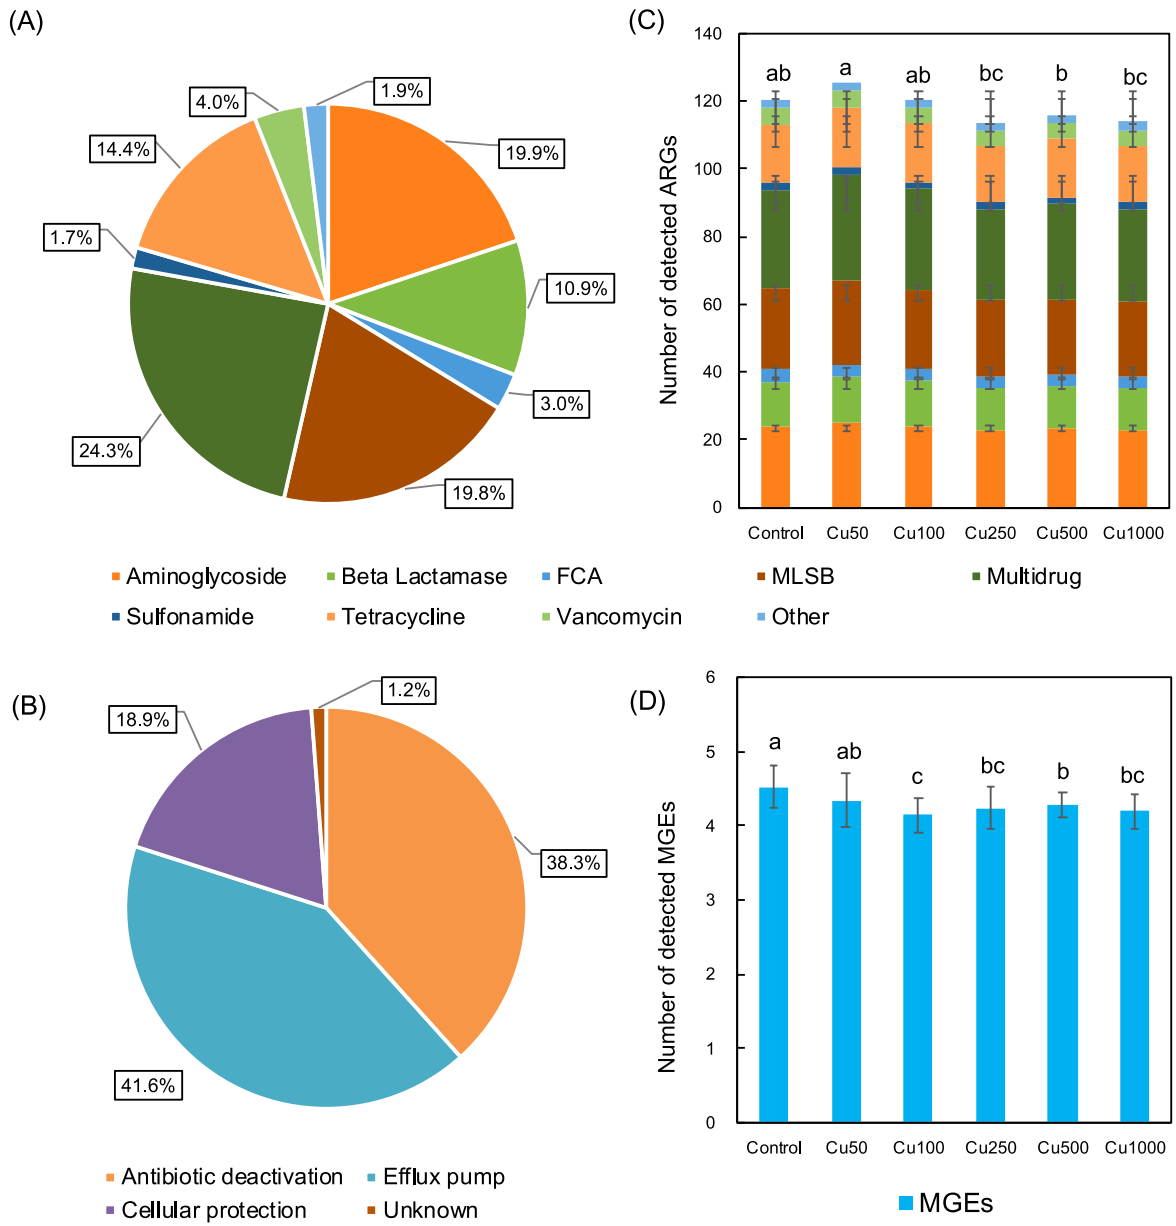 (A)
4.0%
1.9%
14.4%
19.9%
1.7%
10.9%
3.0%
24.3%
19.8%
(C)
Number of detected ARGs
140
120
100
80
60
40
20
0
ab
a
ab
bc
b
bc
Control Cu50 Cu100 Cu250 Cu500 Cu1000
Aminoglycoside Beta Lactamase FCA MLSB Multidrug
Sulfonamide Tetracycline Vancomycin Other
(B)
1.2%
18.9%
38.3%
41.6%
Antibiotic deactivation Efflux pump
Cellular protection Unknown
(D)
Number of detected MGEs
6
5
4
3
2
1
0
a
ab
c
bc
b
bc
Control Cu50 Cu100 Cu250 Cu500 Cu1000
MGEs